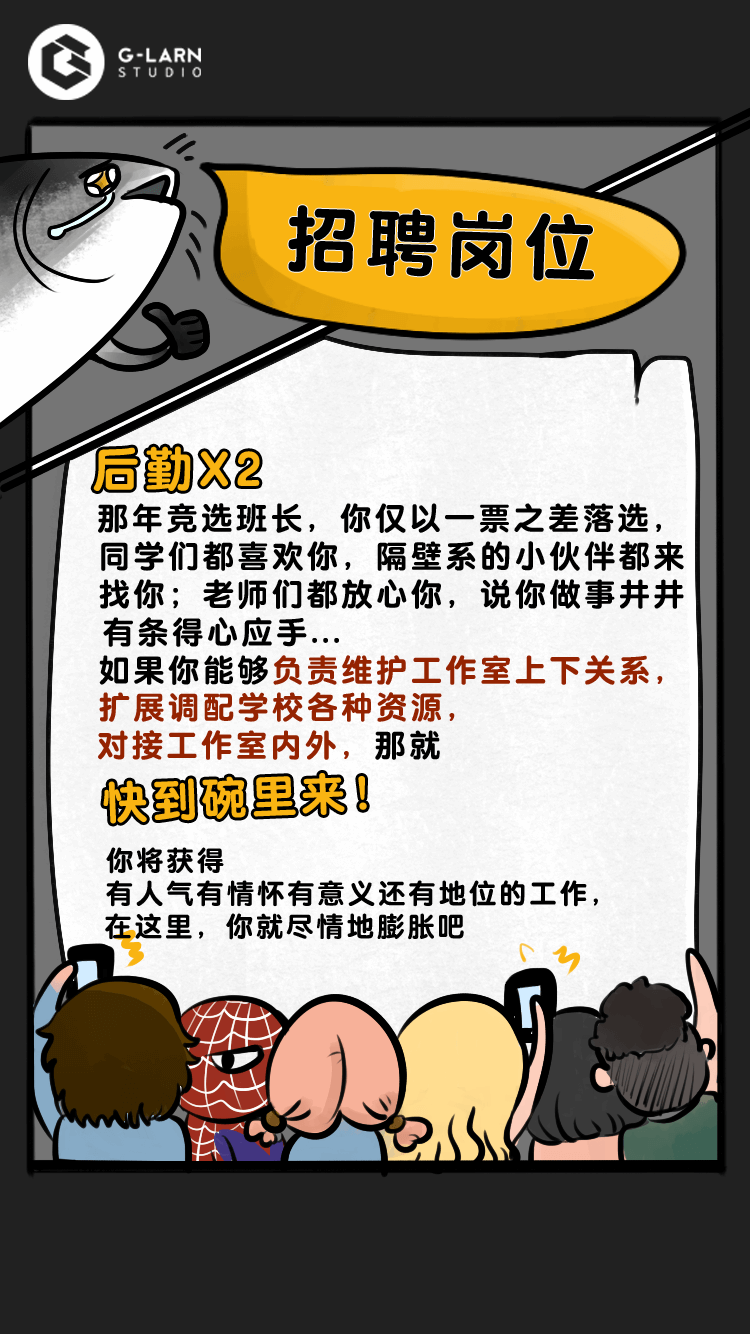 G-LARN
STUDIO
招聘岗位
后勤X2
那年竞选班长，你仅以一票之差落选，
同学们都喜欢你，隔壁系的小伙伴都来
找你；老师们都放心你，说你做事井井
有条得心应手...
如果你能够负责维护工作室上下关系，
扩展调配学校各种资源，
对接工作室内外，那就
快到碗里来！
你将获得
有人气有情怀有意义还有地位的工作，
在这里，你就尽情地膨胀吧